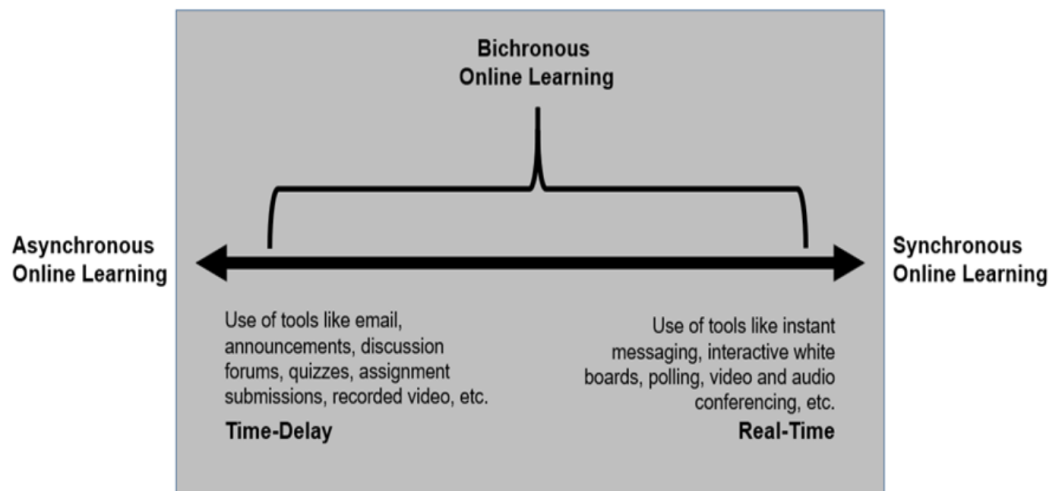 Bichronous
Online Learning
Asynchronous
Online Learning
Synchronous
Online Learning
Use of tools like email,
announcements, discussion
forums, quizzes, assignment
submissions, recorded video, etc.
Time-Delay
Use of tools like instant
messaging, interactive white
boards, polling, video and audio
conferencing, etc.
Real-Time